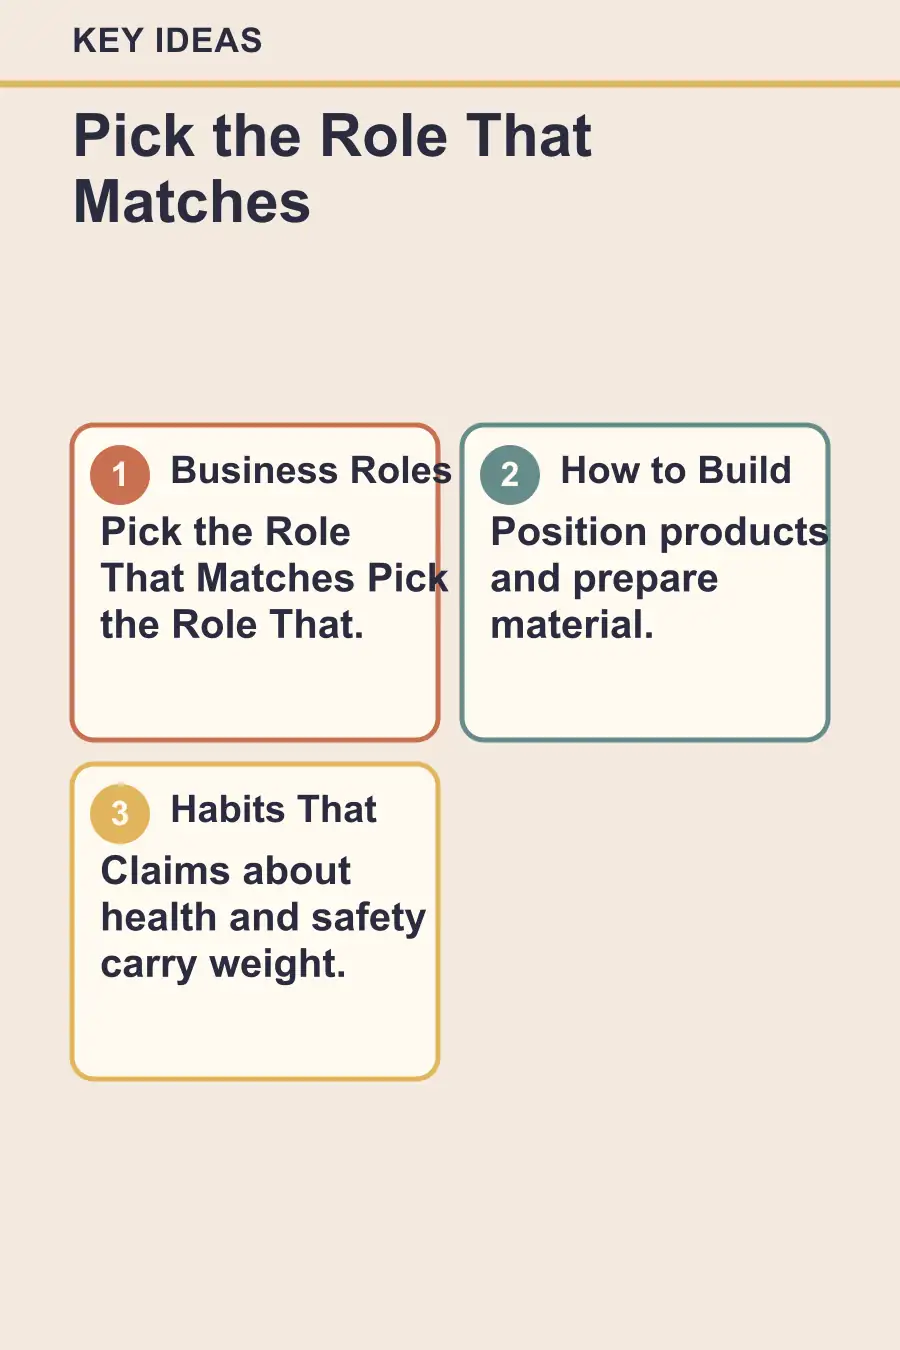 KEY IDEAS
Pick the Role That
Matches
1
Business Roles
Pick the Role
That Matches Pick
the Role That.
2
How to Build
Position products
and prepare
material.
3
Habits That
Claims about
health and safety
carry weight.